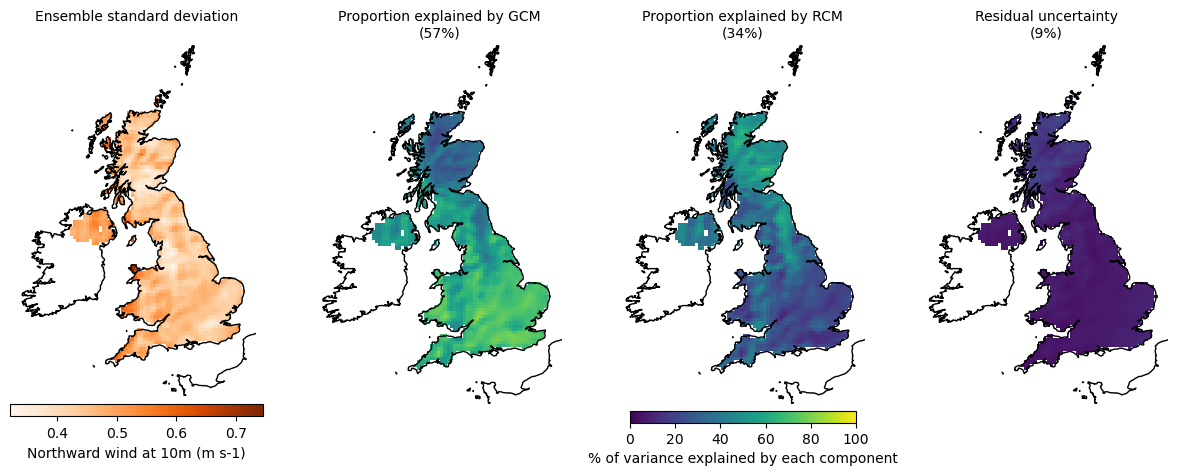 Ensemble standard deviation
Proportion explained by GCM
(57%)
Proportion explained by RCM
(34%)
Residual uncertainty
(9%)
0.4 0.5 0.6 0.7
Northward wind at 10m (m s-1)
0 20 40 60 80 100
% of variance explained by each component